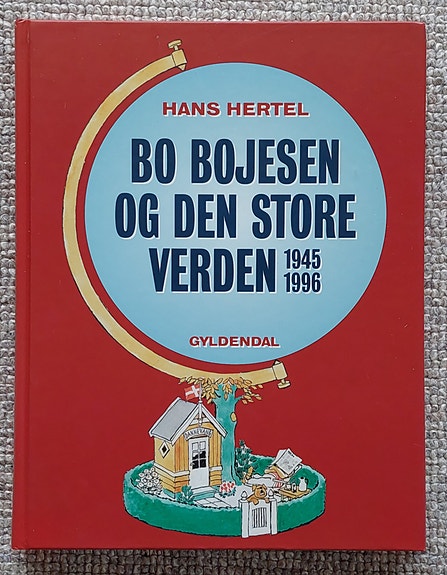 HANS HERTEL
BO BOJESEN
OG DEN STORE
VERDEN 1945
1996
GYLDENDAL